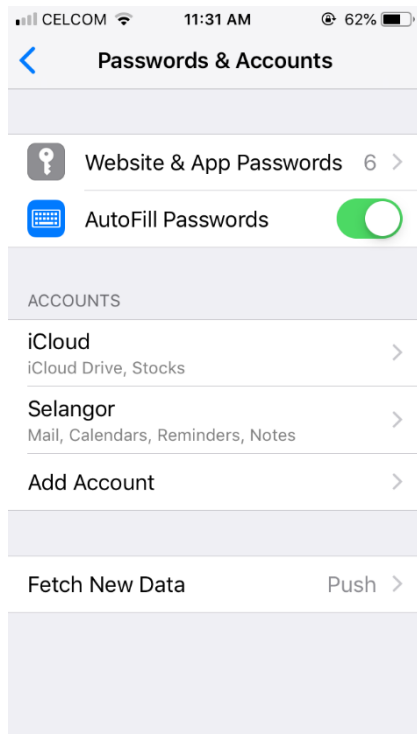 CELCOM 11:31 AM 62%
Passwords & Accounts
Website & App Passwords 6
AutoFill Passwords
ACCOUNTS
iCloud
iCloud Drive, Stocks
Selangor
Mail, Calendars, Reminders, Notes
Add Account
Fetch New Data Push